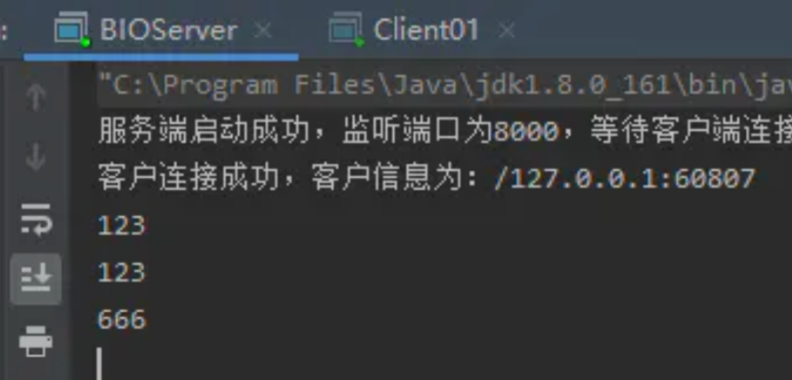 : BIOServer × Client01 ×
"C:\Program Files\Java\jdk1.8.0_161\bin\jav
服务端启动成功，监听端口为8000，等待客户端连接
客户连接成功，客户信息为：/127.0.0.1:60807
123
123
666